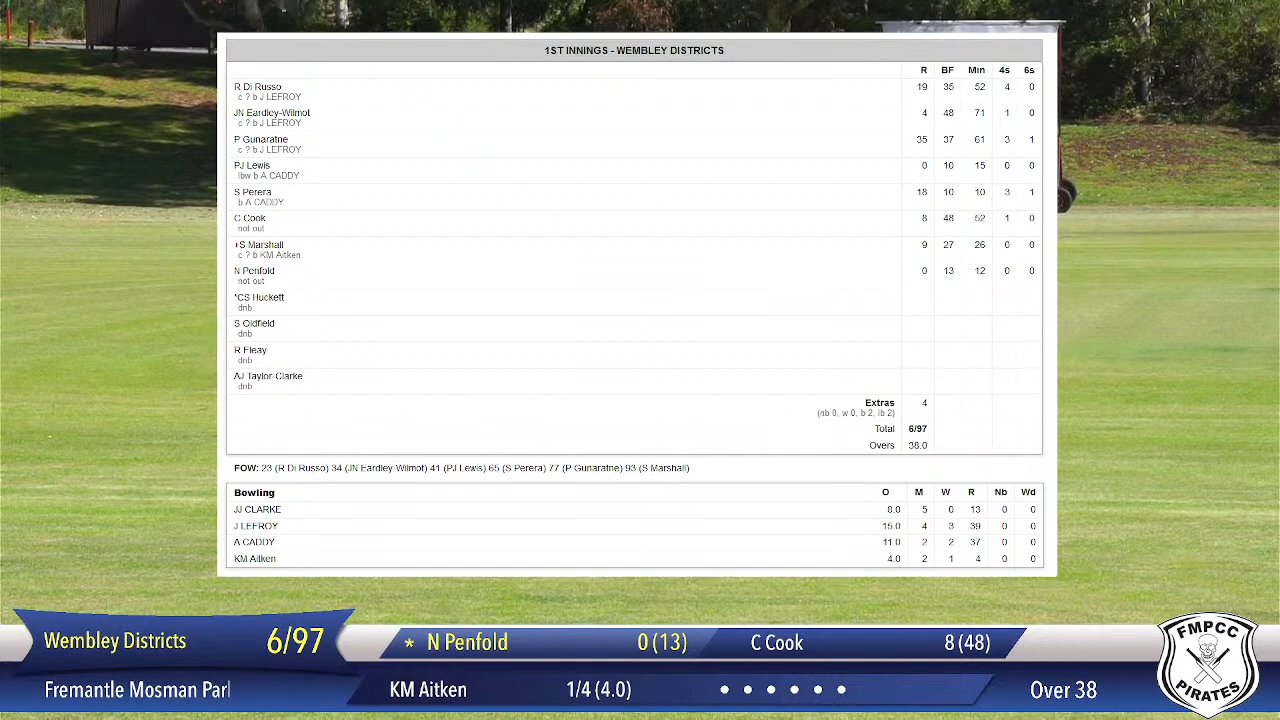 1ST INNINGS - WEMBLEY DISTRICTS
R BF Min 4s 6s
R Di Russo 19 35 52 4 0
c ? b J LEFROY
JN Eardley-Wilmot 4 48 71 1 0
c ? b J LEFROY
P Gunaratne 35 37 61 3 1
c ? b J LEFROY
PJ Lewis 0 10 15 0 0
lbw b A CADDY
S Perera 18 10 10 3 1
b A CADDY
C Cook 8 48 52 1 0
not out
+S Marshall 9 27 26 0 0
c ? b KM Aitken
N Penfold 0 13 12 0 0
not out
*CS Huckett
dnb
S Oldfield
dnb
R Fleay
dnb
AJ Taylor-Clarke
dnb
Extras 4
(nb 0, w 0, b 2, lb 2)
Total 6/97
Overs 38.0
FOW: 23 (R Di Russo) 34 (JN Eardley-Wilmot) 41 (PJ Lewis) 65 (S Perera) 77 (P Gunaratne) 93 (S Marshall)
Bowling O M W R Nb Wd
JJ CLARKE 8.0 5 0 13 0 0
J LEFROY 15.0 4 3 39 0 0
A CADDY 11.0 2 2 37 0 0
KM Aitken 4.0 2 1 4 0 0
Wembley Districts 6/97 * N Penfold 0 (13) C Cook 8 (48)
Fremantle Mosman Parl KM Aitken 1/4 (4.0) • • • • • • Over 38
FMPCC
PIRATES